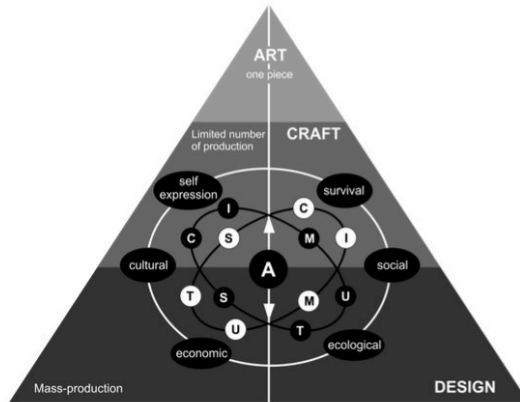 ART
one piece
Limited number
of production
CRAFT
self
expression
survival
I
C
C
S
M
I
cultural
A
social
T
S
M
U
U
T
economic
ecological
Mass-production
DESIGN